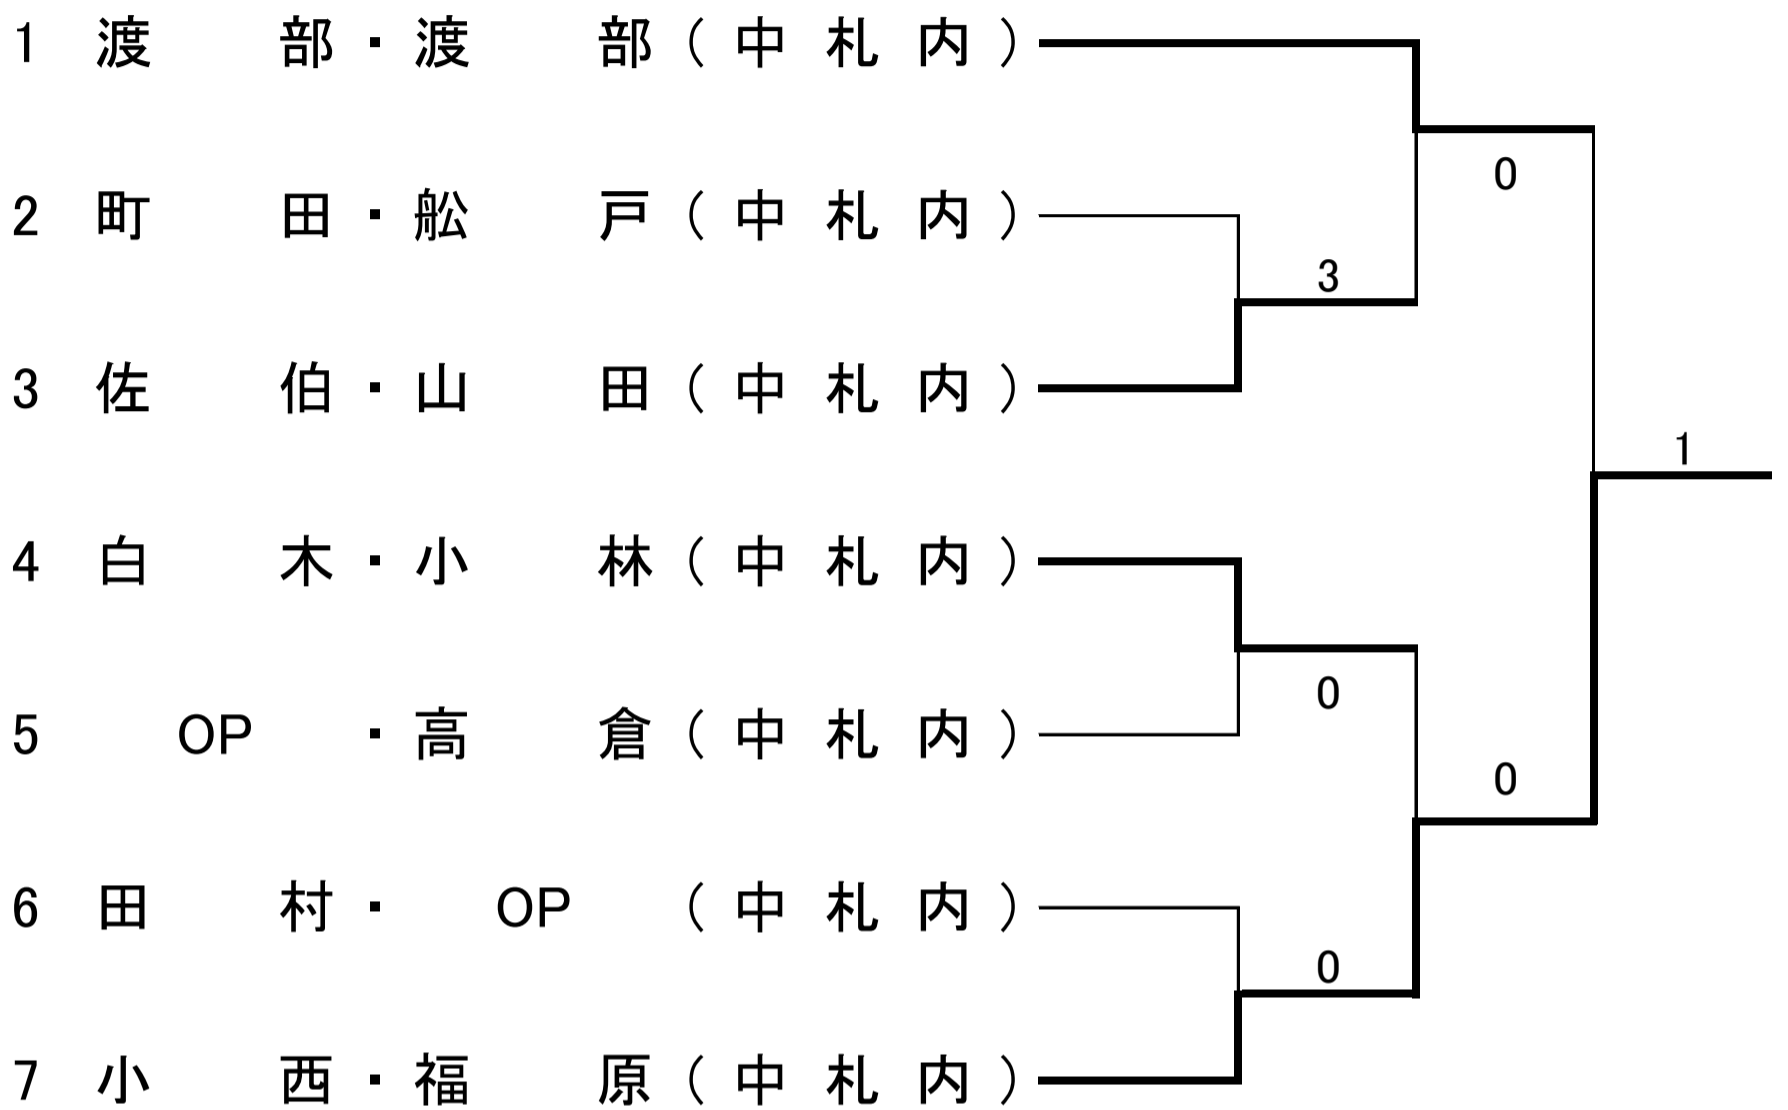 1 渡部・渡部(中札内)
0
2 町田・舩戸(中札内)
3
3 佐伯・山田(中札内)
1
4 白木・小林(中札内)
0
5 OP・高倉(中札内)
0
6 田村・OP(中札内)
0
7 小西・福原(中札内)